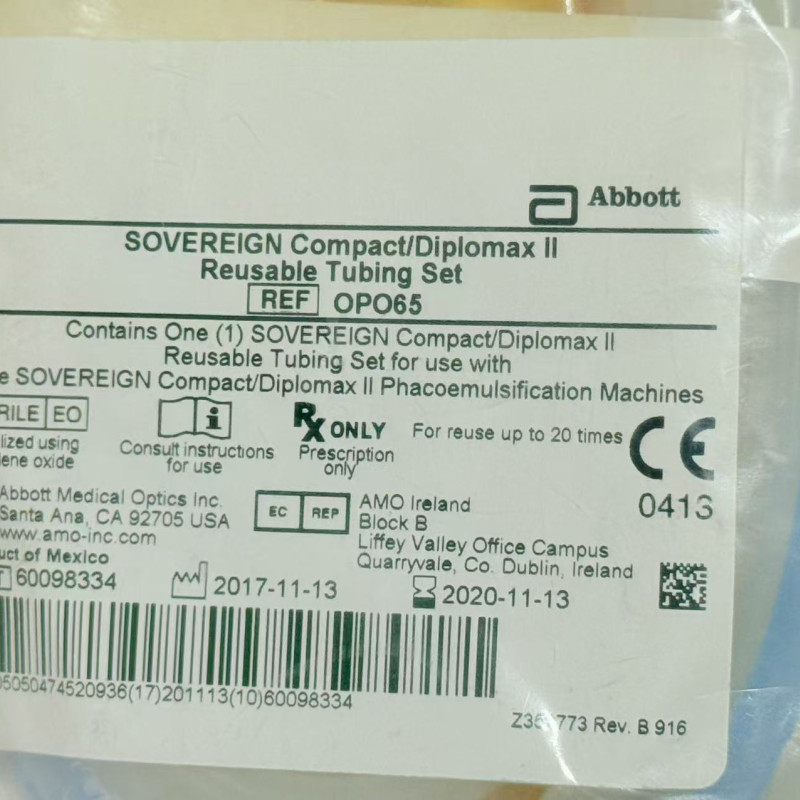 Abbott
SOVEREIGN Compact/Diplomax II
Reusable Tubing Set
REF OPO65
Contains One (1) SOVEREIGN Compact/Diplomax II
Reusable Tubing Set for use with
e SOVEREIGN Compact/Diplomax II Phacoemulsification Machines
RILE EO
lized using
ene oxide
Consult instructions
for use
Rx ONLY
Prescription
only
For reuse up to 20 times
CE
0413
Abbott Medical Optics Inc.
Santa Ana, CA 92705 USA
www.amo-inc.com
uct of Mexico
EC REP
AMO Ireland
Block B
Liffey Valley Office Campus
Quarryvale, Co. Dublin, Ireland
60098334
2017-11-13
2020-11-13
05050474520936(17)201113(10)60098334
Rev. B 916